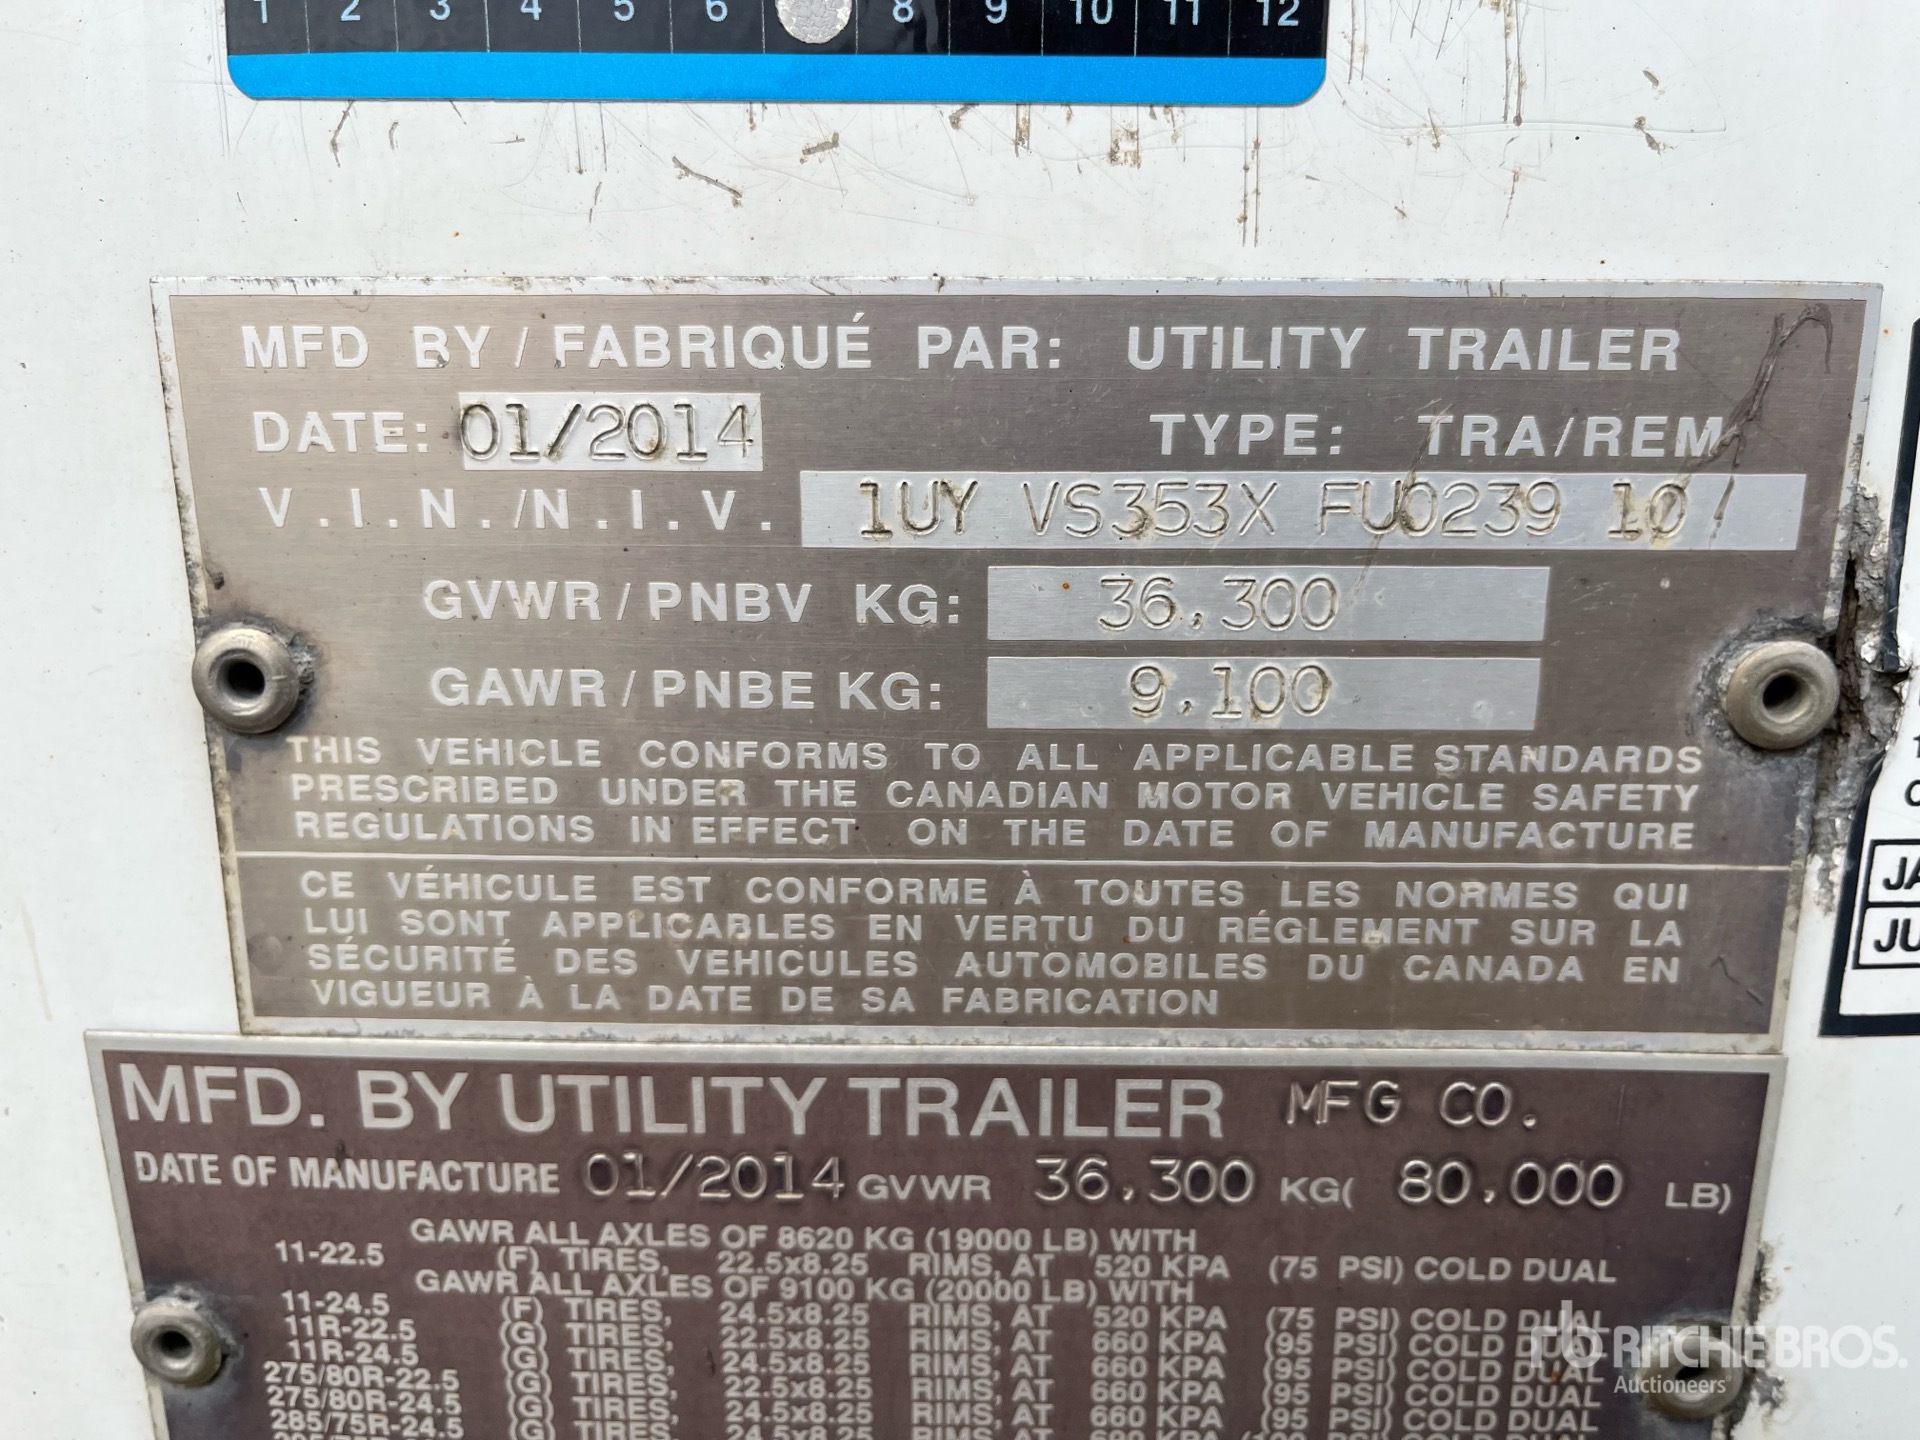 1 2 3 4 5 6 8 9 10 11 12
MFD BY / FABRIQUÉ PAR: UTILITY TRAILER
DATE: 01/2014 TYPE: TRA/REM
V.I.N./N.I.V. 1UY VS353X FU0239 10
GVWR / PNBV KG: 36,300
GAWR / PNBE KG: 9,100
THIS VEHICLE CONFORMS TO ALL APPLICABLE STANDARDS
PRESCRIBED UNDER THE CANADIAN MOTOR VEHICLE SAFETY
REGULATIONS IN EFFECT ON THE DATE OF MANUFACTURE
CE VÉHICULE EST CONFORME À TOUTES LES NORMES QUI
LUI SONT APPLICABLES EN VERTU DU RÉGLEMENT SUR LA
SÉCURITÉ DES VEHICULES AUTOMOBILES DU CANADA EN
VIGUEUR À LA DATE DE SA FABRICATION
JA
JU
MFD. BY UTILITY TRAILER MFG CO.
DATE OF MANUFACTURE 01/2014 GVWR 36,300 KG( 80,000 LB)
GAWR ALL AXLES OF 8620 KG (19000 LB) WITH
11-22.5 (F) TIRES, 22.5x8.25 RIMS, AT 520 KPA (75 PSI) COLD DUAL
GAWR ALL AXLES OF 9100 KG (20000 LB) WITH
11-24.5 (F) TIRES, 24.5x8.25 RIMS, AT 520 KPA (75 PSI) COLD DUAL
11R-22.5 (G) TIRES, 22.5x8.25 RIMS, AT 660 KPA (95 PSI) COLD DUAL
11R-24.5 (G) TIRES, 24.5x8.25 RIMS, AT 660 KPA (95 PSI) COLD DUAL
275/80R-22.5 (G) TIRES, 22.5x8.25 RIMS, AT 660 KPA (95 PSI) COLD DUAL
275/80R-24.5 (G) TIRES, 24.5x8.25 RIMS, AT 660 KPA (95 PSI) COLD DUAL
285/75R-24.5 (G) TIRES, 24.5x8.25 RIMS, AT 660 KPA (95 PSI) COLD DUAL
rb RITCHIE BROS.
Auctioneers